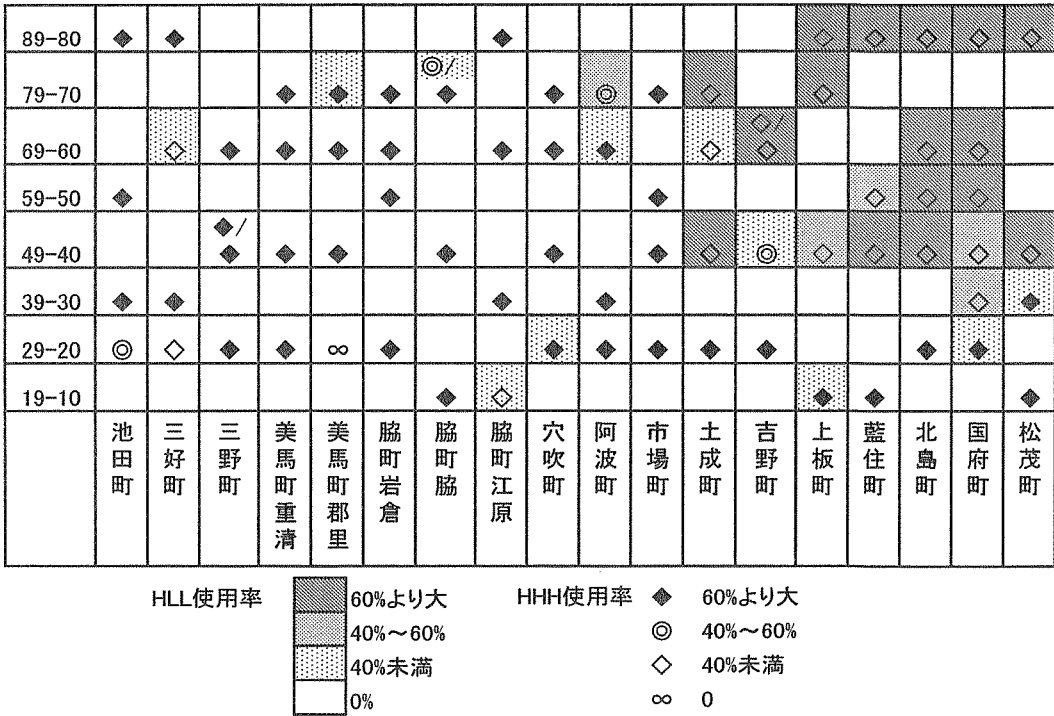 89-80
79-70
69-60
59-50
49-40
39-30
29-20
19-10
池田町
三好町
三野町
美馬町重清
美馬町郡里
脇町岩倉
脇町脇
脇町江原
穴吹町
阿波町
市場町
土成町
吉野町
上板町
藍住町
北島町
国府町
松茂町
HLL使用率
60%より大
40%～60%
40%未満
0%
HHH使用率
◆ 60%より大
◎ 40%～60%
◇ 40%未満
∞ 0